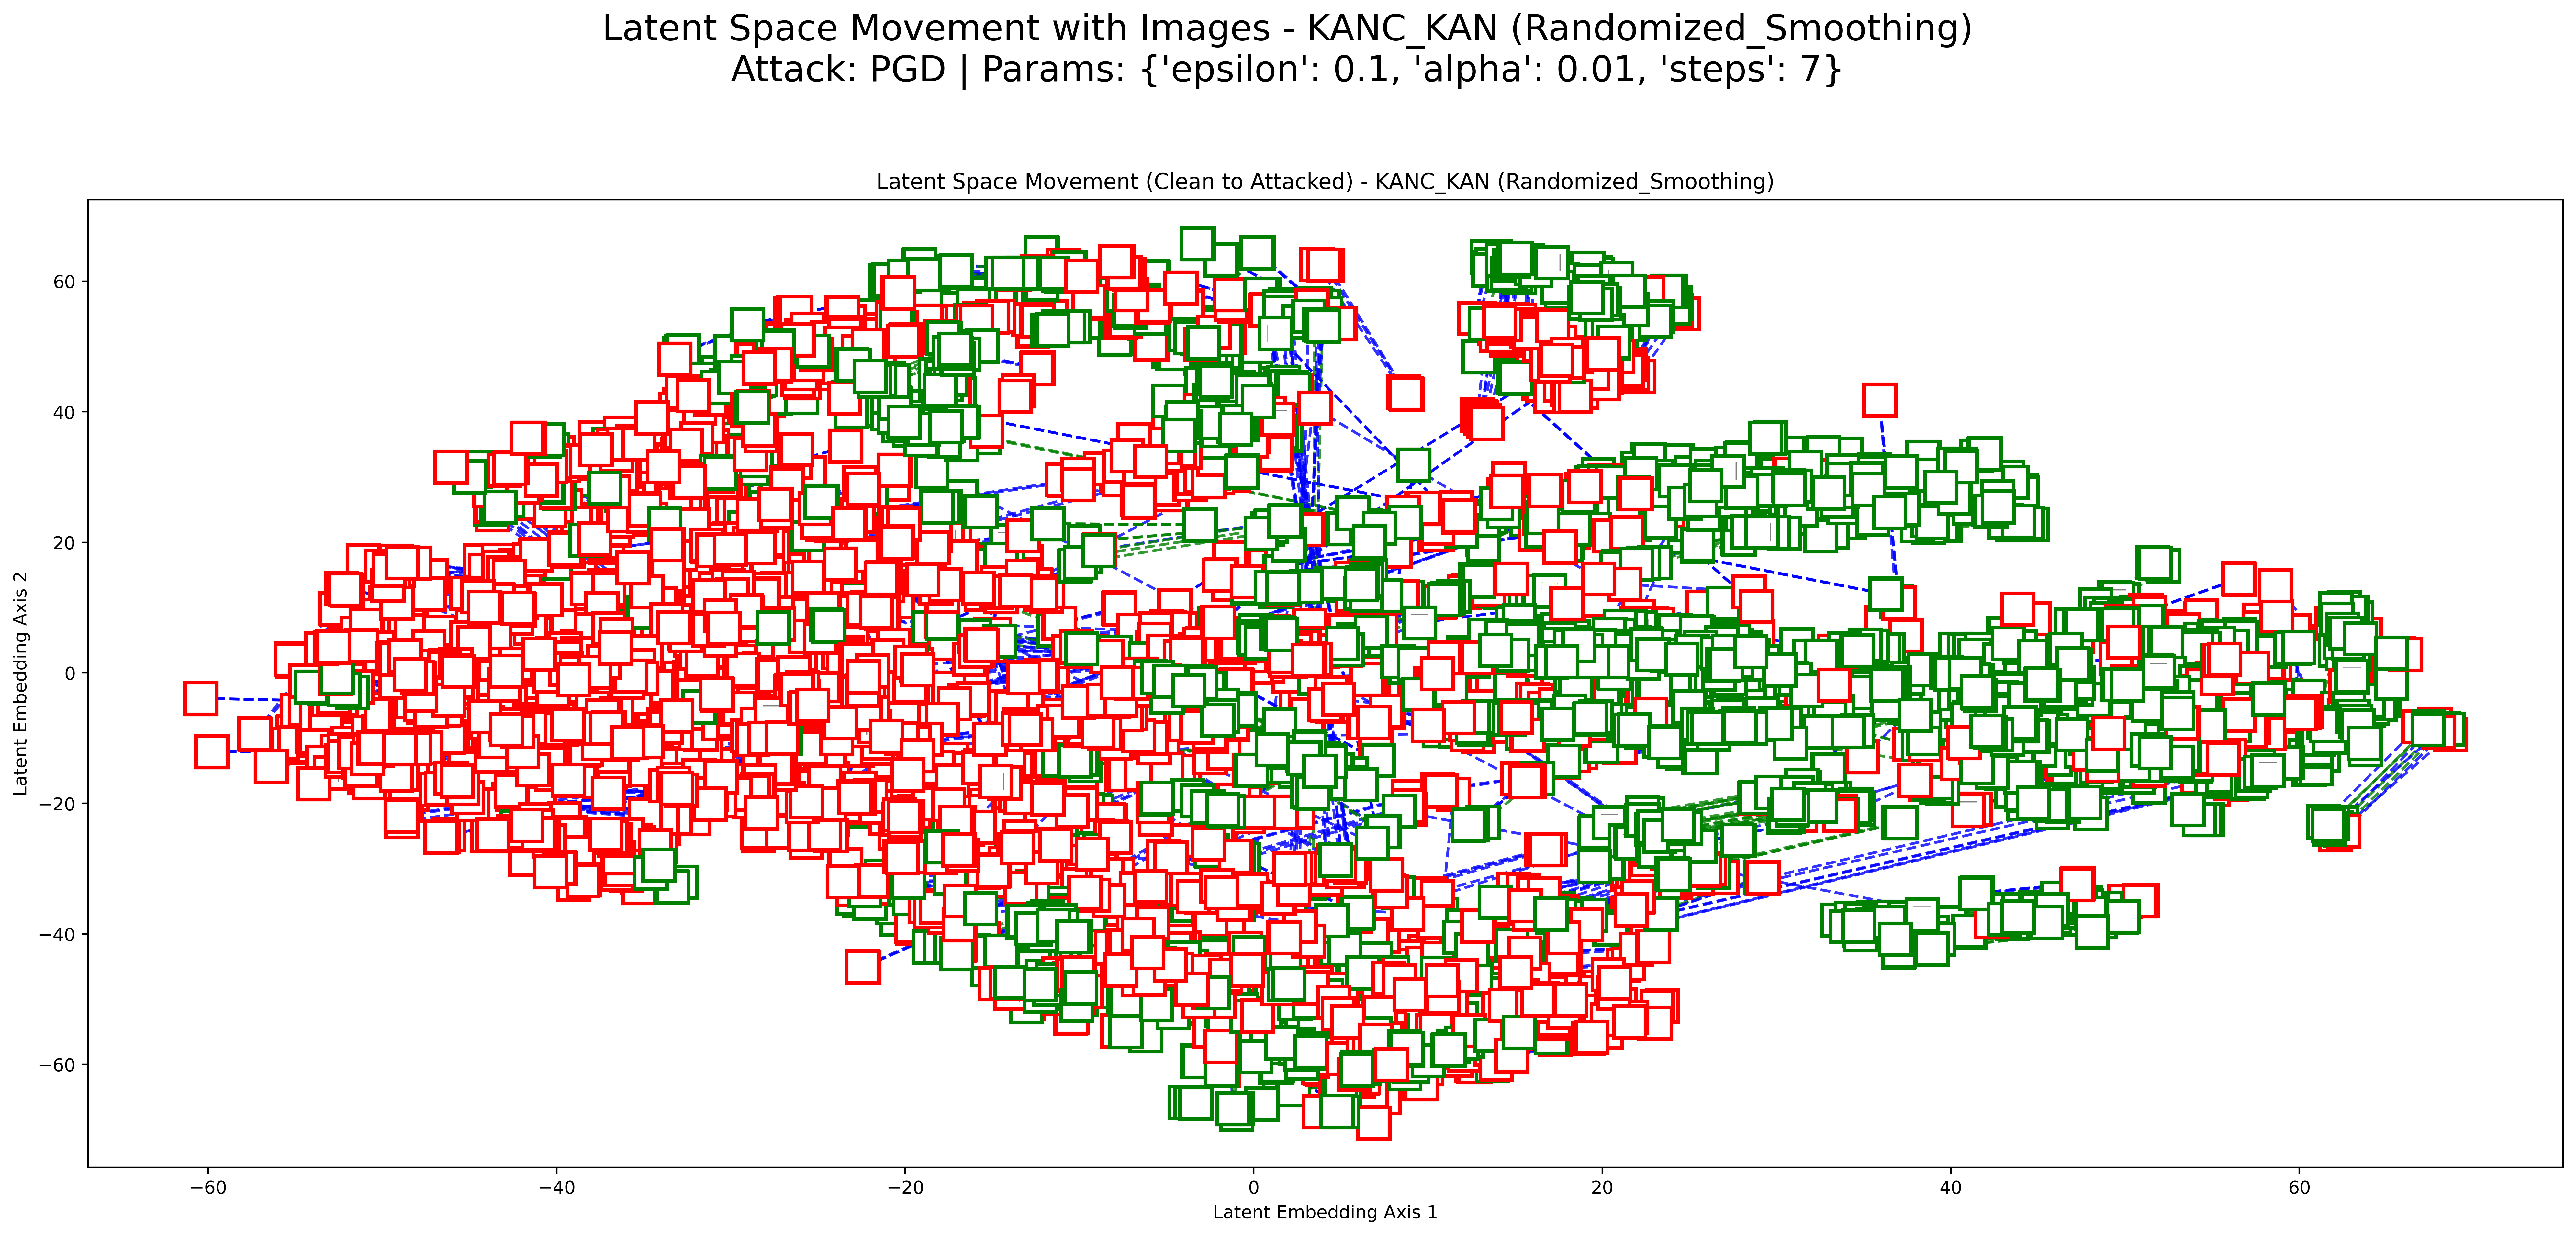 Latent Space Movement with Images - KANC_KAN (Randomized_Smoothing)
Attack: PGD | Params: {'epsilon': 0.1, 'alpha': 0.01, 'steps': 7}
Latent Space Movement (Clean to Attacked) - KANC_KAN (Randomized_Smoothing)
60
40
20
0
−20
−40
−60
Latent Embedding Axis 2
−60
−40
−20
0
20
40
60
Latent Embedding Axis 1